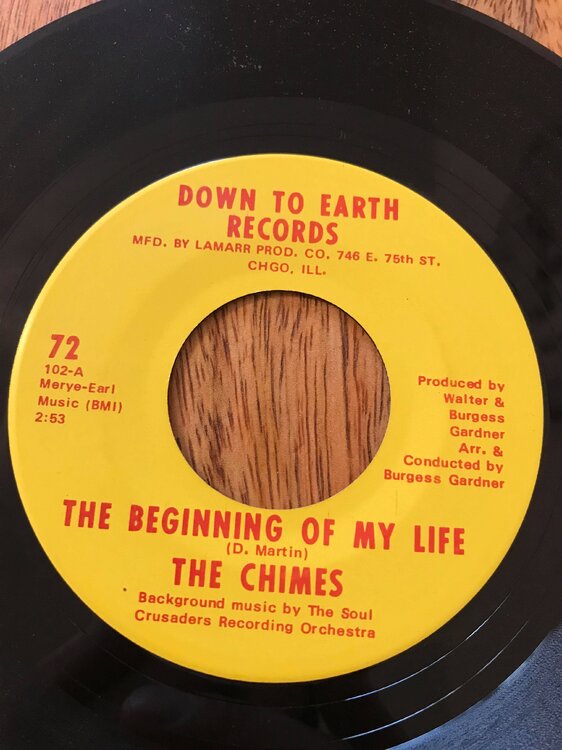 DOWN TO EARTH
RECORDS
MFD. BY LAMARR PROD. CO. 746 E. 75th ST.
CHGO, ILL.
72
102-A
Merye-Earl
Music (BMI)
2:53
Produced by
Walter &
Burgess
Gardner
Arr. &
Conducted by
Burgess Gardner
THE BEGINNING OF MY LIFE
(D. Martin)
THE CHIMES
Background music by The Soul
Crusaders Recording Orchestra